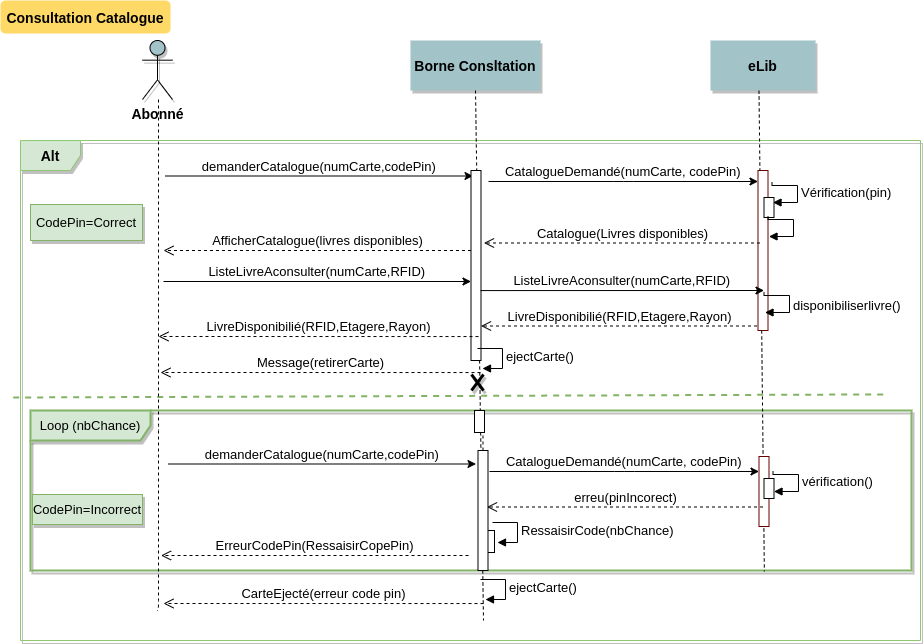 Consultation Catalogue
Borne Consltation
eLib
Abonné
Alt
demanderCatalogue(numCarte,codePin)
CatalogueDemandé(numCarte, codePin)
Vérification(pin)
CodePin=Correct
AfficherCatalogue(livres disponibles)
Catalogue(Livres disponibles)
ListeLivreAconsulter(numCarte,RFID)
ListeLivreAconsulter(numCarte,RFID)
disponibiliserlivre()
LivreDisponibilié(RFID,Etagere,Rayon)
LivreDisponibilié(RFID,Etagere,Rayon)
ejectCarte()
Message(retirerCarte)
Loop (nbChance)
demanderCatalogue(numCarte,codePin)
CatalogueDemandé(numCarte, codePin)
vérification()
erreu(pinIncorect)
CodePin=Incorrect
RessaisirCode(nbChance)
ErreurCodePin(RessaisirCopePin)
ejectCarte()
CarteEjecté(erreur code pin)